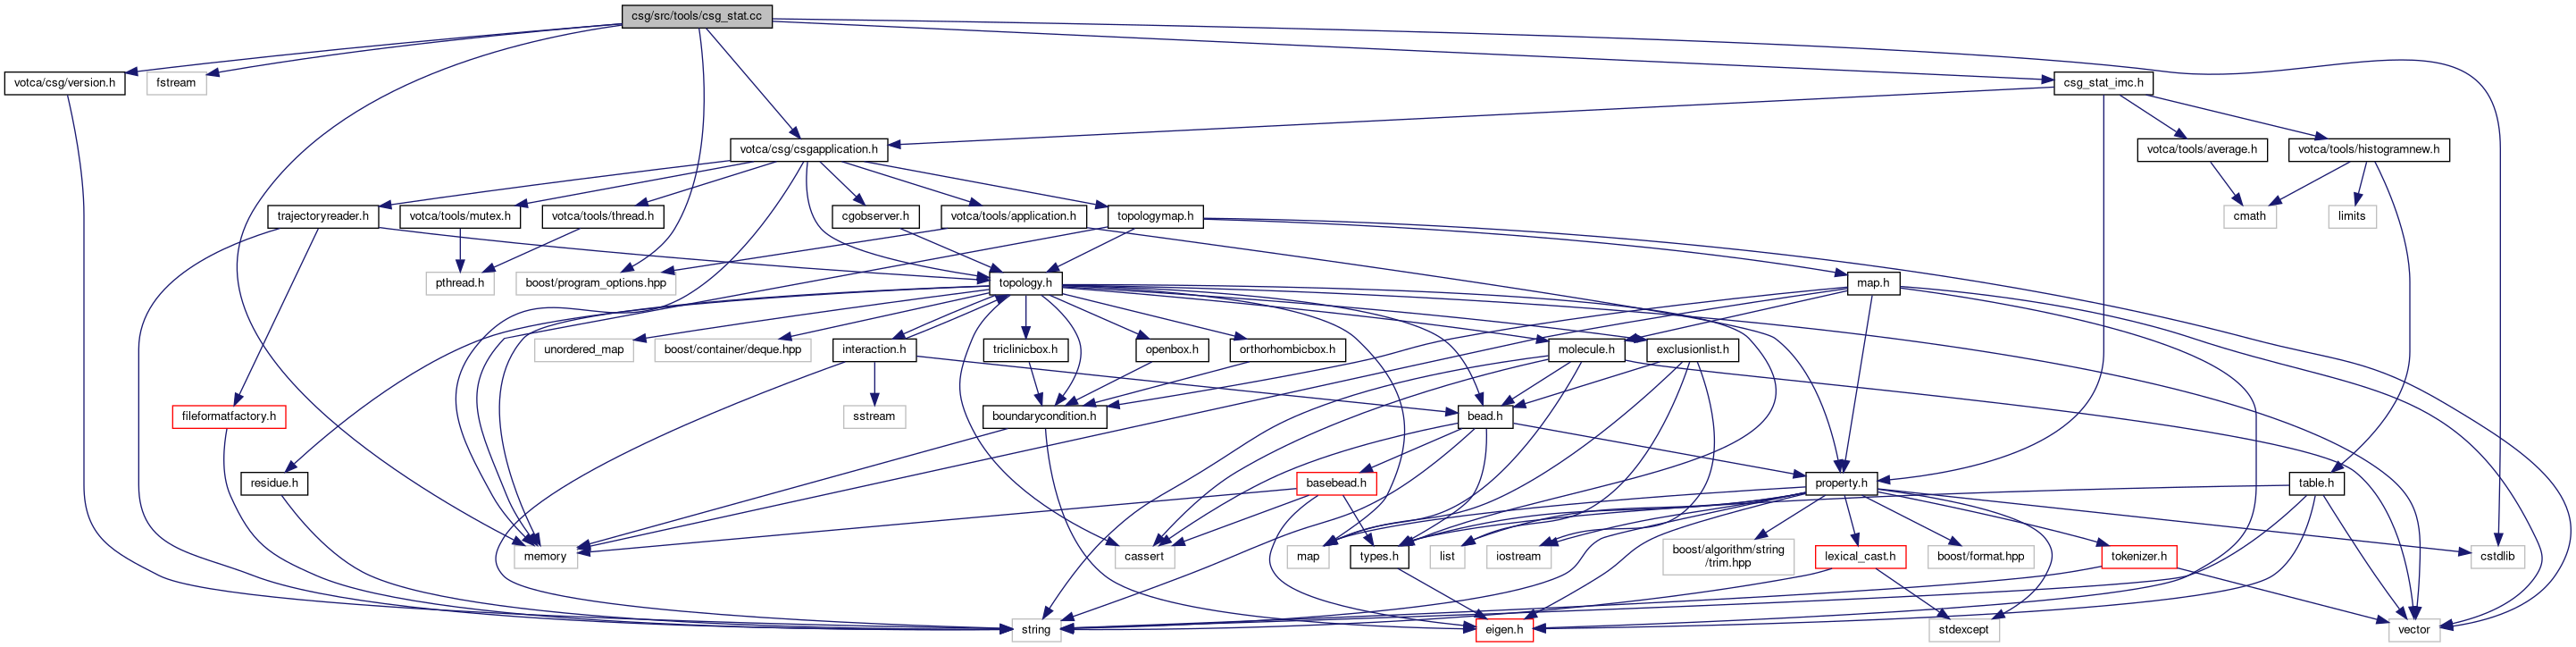 csg/src/tools/csg_stat.cc
votca/csg/version.h
fstream
csg_stat_imc.h
votca/csg/csgapplication.h
votca/tools/average.h
votca/tools/histogramnew.h
trajectoryreader.h
votca/tools/mutex.h
votca/tools/thread.h
cgobserver.h
votca/tools/application.h
topologymap.h
cmath
limits
pthread.h
boost/program_options.hpp
topology.h
map.h
unordered_map
boost/container/deque.hpp
interaction.h
triclinicbox.h
openbox.h
orthorhombicbox.h
molecule.h
exclusionlist.h
fileformatfactory.h
sstream
boundarycondition.h
bead.h
residue.h
basebead.h
property.h
table.h
memory
cassert
map
types.h
list
iostream
boost/algorithm/string
/trim.hpp
lexical_cast.h
boost/format.hpp
tokenizer.h
cstdlib
string
eigen.h
stdexcept
vector